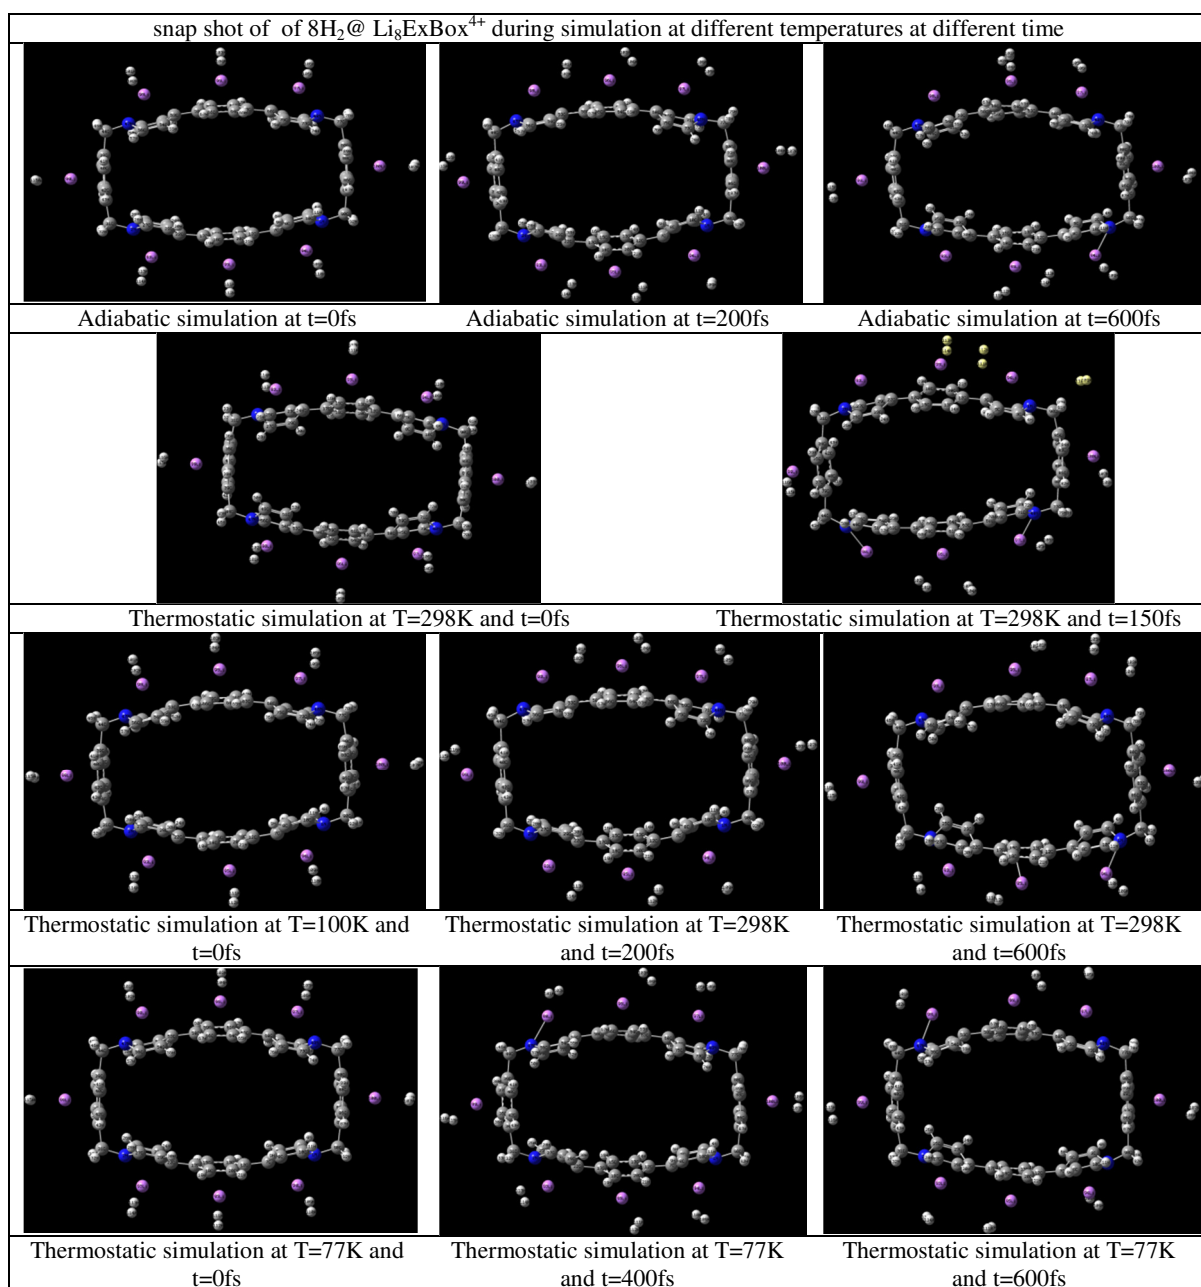 snap shot of of 8H₂@ Li₈ExBox⁴⁺ during simulation at different temperatures at different time
Adiabatic simulation at t=0fs
Adiabatic simulation at t=200fs
Adiabatic simulation at t=600fs
Thermostatic simulation at T=298K and t=0fs
Thermostatic simulation at T=298K and t=150fs
Thermostatic simulation at T=100K and
t=0fs
Thermostatic simulation at T=298K
and t=200fs
Thermostatic simulation at T=298K
and t=600fs
Thermostatic simulation at T=77K and
t=0fs
Thermostatic simulation at T=77K
and t=400fs
Thermostatic simulation at T=77K
and t=600fs